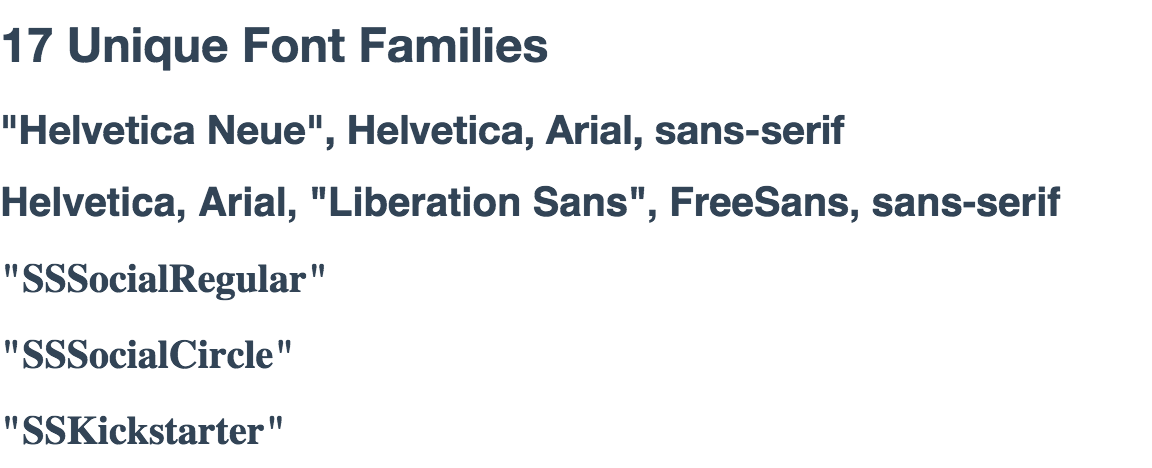 17 Unique Font Families
"Helvetica Neue", Helvetica, Arial, sans-serif
Helvetica, Arial, "Liberation Sans", FreeSans, sans-serif
"SSSocialRegular"
"SSSocialCircle"
"SSKickstarter"